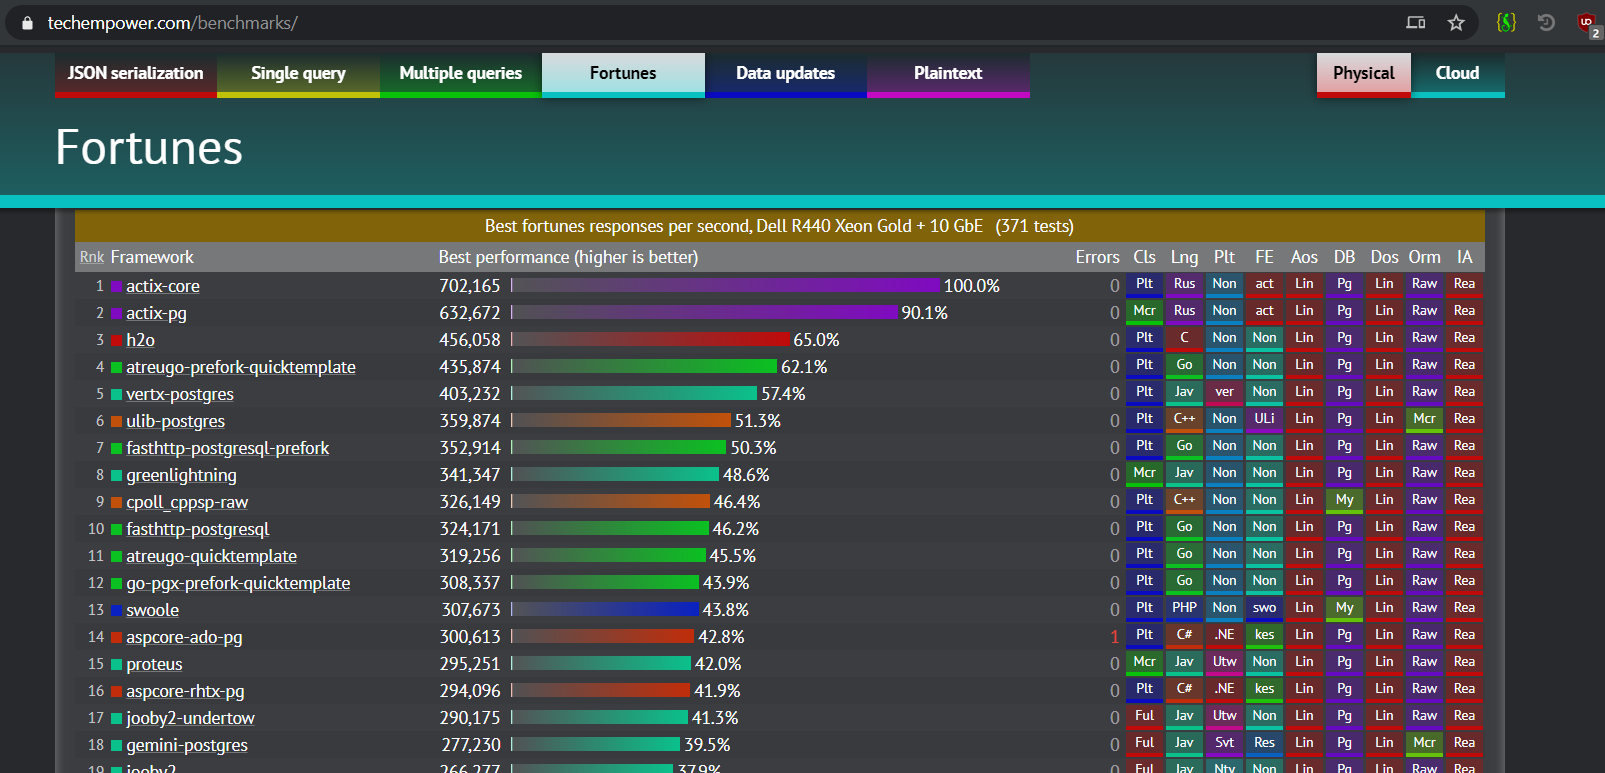 techempower.com/benchmarks/
2
JSON serialization Single query Multiple queries Fortunes Data updates Plaintext Physical Cloud
Fortunes
Best fortunes responses per second, Dell R440 Xeon Gold + 10 GbE (371 tests)
Rnk Framework Best performance (higher is better) Errors Cls Lng Plt FE Aos DB Dos Orm IA
1 actix-core 702,165 100.0% 0 Plt Rus Non act Lin Pg Lin Raw Rea
2 actix-pg 632,672 90.1% 0 Mcr Rus Non act Lin Pg Lin Raw Rea
3 h2o 456,058 65.0% 0 Plt C Non Non Lin Pg Lin Raw Rea
4 atreugo-prefork-quicktemplate 435,874 62.1% 0 Plt Go Non Non Lin Pg Lin Raw Rea
5 vertx-postgres 403,232 57.4% 0 Plt Jav ver Non Lin Pg Lin Raw Rea
6 ulib-postgres 359,874 51.3% 0 Plt C++ Non ULi Lin Pg Lin Mcr Rea
7 fasthttp-postgresql-prefork 352,914 50.3% 0 Plt Go Non Non Lin Pg Lin Raw Rea
8 greenlightning 341,347 48.6% 0 Mcr Jav Non Non Lin Pg Lin Raw Rea
9 cpoll_cppsp-raw 326,149 46.4% 0 Plt C++ Non Non Lin My Lin Raw Rea
10 fasthttp-postgresql 324,171 46.2% 0 Plt Go Non Non Lin Pg Lin Raw Rea
11 atreugo-quicktemplate 319,256 45.5% 0 Plt Go Non Non Lin Pg Lin Raw Rea
12 go-pgx-prefork-quicktemplate 308,337 43.9% 0 Plt Go Non Non Lin Pg Lin Raw Rea
13 swoole 307,673 43.8% 0 Plt PHP Non swo Lin My Lin Raw Rea
14 aspcore-ado-pg 300,613 42.8% 1 Plt C# .NE kes Lin Pg Lin Raw Rea
15 proteus 295,251 42.0% 0 Mcr Jav Utw Non Lin Pg Lin Raw Rea
16 aspcore-rhtx-pg 294,096 41.9% 0 Plt C# .NE kes Lin Pg Lin Raw Rea
17 jooby2-undertow 290,175 41.3% 0 Ful Jav Utw Non Lin Pg Lin Raw Rea
18 gemini-postgres 277,230 39.5% 0 Ful Jav Svt Res Lin Pg Lin Mcr Rea
19 jooby2 266,277 37.9% 0 Ful Jav Nty Non Lin Pg Lin Raw Rea